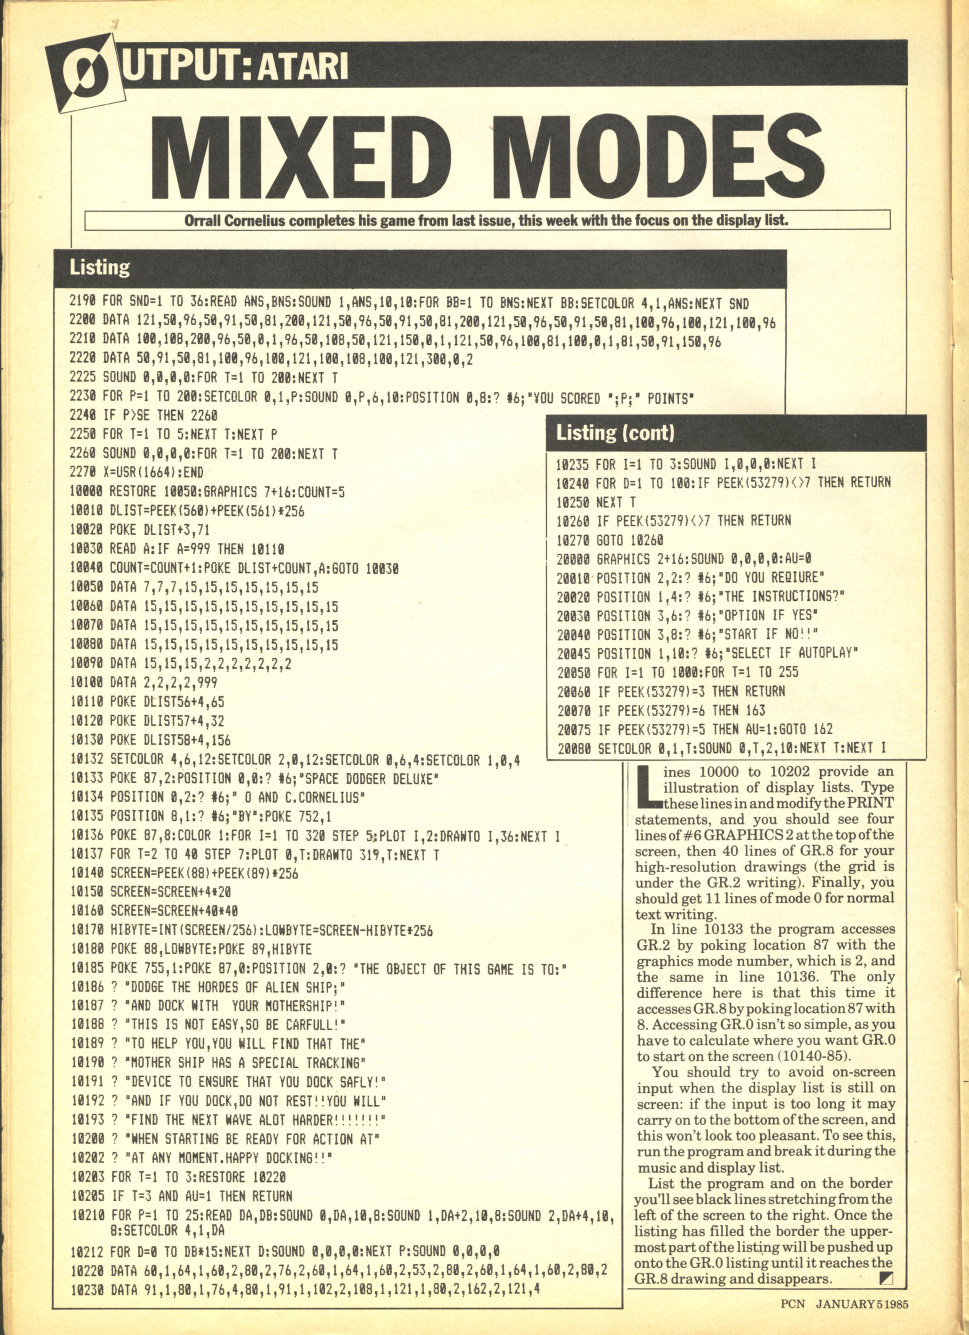 OUTPUT: ATARI
MIXED MODES
Orrall Cornelius completes his game from last issue, this week with the focus on the display list.
Listing
2190 FOR SND=1 TO 36:READ ANS,BNS:SOUND 1,ANS,10,10:FOR BB=1 TO BNS:NEXT BB:SETCOLOR 4,1,ANS:NEXT SND
2200 DATA 121,50,96,50,91,50,81,200,121,50,96,50,91,50,81,200,121,50,96,50,91,50,81,100,96,100,121,100,96
2210 DATA 100,108,200,96,50,0,1,96,50,108,50,121,150,0,1,121,50,96,100,81,100,0,1,81,50,91,150,96
2220 DATA 50,91,50,81,100,96,100,121,100,108,100,121,300,0,2
2225 SOUND 0,0,0,0:FOR T=1 TO 200:NEXT T
2230 FOR P=1 TO 200:SETCOLOR 0,1,P:SOUND 0,P,6,10:POSITION 0,8:? #6;"YOU SCORED ";P;" POINTS"
2240 IF P>SE THEN 2260
2250 FOR T=1 TO 5:NEXT T:NEXT P
2260 SOUND 0,0,0,0:FOR T=1 TO 200:NEXT T
2270 X=USR(1664):END
10000 RESTORE 10050:GRAPHICS 7+16:COUNT=5
10010 DLIST=PEEK(560)+PEEK(561)*256
10020 POKE DLIST+3,71
10030 READ A:IF A=999 THEN 10110
10040 COUNT=COUNT+1:POKE DLIST+COUNT,A:GOTO 10030
10050 DATA 7,7,7,15,15,15,15,15,15,15
10060 DATA 15,15,15,15,15,15,15,15,15,15
10070 DATA 15,15,15,15,15,15,15,15,15,15
10080 DATA 15,15,15,15,15,15,15,15,15,15
10090 DATA 15,15,15,2,2,2,2,2,2,2
10100 DATA 2,2,2,2,999
10110 POKE DLIST56+4,65
10120 POKE DLIST57+4,32
10130 POKE DLIST58+4,156
10132 SETCOLOR 4,6,12:SETCOLOR 2,0,12:SETCOLOR 0,6,4:SETCOLOR 1,0,4
10133 POKE 87,2:POSITION 0,0:? #6;"SPACE DODGER DELUXE"
10134 POSITION 0,2:? #6;" O AND C.CORNELIUS"
10135 POSITION 8,1:? #6;"BY":POKE 752,1
10136 POKE 87,8:COLOR 1:FOR I=1 TO 320 STEP 5:PLOT I,2:DRAWTO I,36:NEXT I
10137 FOR T=2 TO 40 STEP 7:PLOT 0,T:DRAWTO 319,T:NEXT T
10140 SCREEN=PEEK(88)+PEEK(89)*256
10150 SCREEN=SCREEN+4*20
10160 SCREEN=SCREEN+40*40
10170 HIBYTE=INT(SCREEN/256):LOWBYTE=SCREEN-HIBYTE*256
10180 POKE 88,LOWBYTE:POKE 89,HIBYTE
10185 POKE 755,1:POKE 87,0:POSITION 2,0:? "THE OBJECT OF THIS GAME IS TO:"
10186 ? "DODGE THE HORDES OF ALIEN SHIP;"
10187 ? "AND DOCK WITH  YOUR MOTHERSHIP!"
10188 ? "THIS IS NOT EASY,SO BE CARFULL!"
10189 ? "TO HELP YOU,YOU WILL FIND THAT THE"
10190 ? "MOTHER SHIP HAS A SPECIAL TRACKING"
10191 ? "DEVICE TO ENSURE THAT YOU DOCK SAFLY!"
10192 ? "AND IF YOU DOCK,DO NOT REST!!YOU WILL"
10193 ? "FIND THE NEXT WAVE ALOT HARDER!!!!!!!"
10200 ? "WHEN STARTING BE READY FOR ACTION AT"
10202 ? "AT ANY MOMENT.HAPPY DOCKING!!"
10203 FOR T=1 TO 3:RESTORE 10220
10205 IF T=3 AND AU=1 THEN RETURN
10210 FOR P=1 TO 25:READ DA,DB:SOUND 0,DA,10,8:SOUND 1,DA+2,10,8:SOUND 2,DA+4,10,
8:SETCOLOR 4,1,DA
10212 FOR D=0 TO DB*15:NEXT D:SOUND 0,0,0,0:NEXT P:SOUND 0,0,0,0
10220 DATA 60,1,64,1,60,2,80,2,76,2,60,1,64,1,60,2,53,2,80,2,60,1,64,1,60,2,80,2
10230 DATA 91,1,80,1,76,4,80,1,91,1,102,2,108,1,121,1,80,2,162,2,121,4
Listing (cont)
10235 FOR I=1 TO 3:SOUND I,0,0,0:NEXT I
10240 FOR D=1 TO 100:IF PEEK(53279)<>7 THEN RETURN
10250 NEXT T
10260 IF PEEK(53279)<>7 THEN RETURN
10270 GOTO 10260
20000 GRAPHICS 2+16:SOUND 0,0,0,0:AU=0
20010 POSITION 2,2:? #6;"DO YOU REQIURE"
20020 POSITION 1,4:? #6;"THE INSTRUCTIONS?"
20030 POSITION 3,6:? #6;"OPTION IF YES"
20040 POSITION 3,8:? #6;"START IF NO!!"
20045 POSITION 1,10:? #6;"SELECT IF AUTOPLAY"
20050 FOR I=1 TO 1000:FOR T=1 TO 255
20060 IF PEEK(53279)=3 THEN RETURN
20070 IF PEEK(53279)=6 THEN 163
20075 IF PEEK(53279)=5 THEN AU=1:GOTO 162
20080 SETCOLOR 0,1,T:SOUND 0,T,2,10:NEXT T:NEXT I
Lines 10000 to 10202 provide an
illustration of display lists. Type
these lines in and modify the PRINT
statements, and you should see four
lines of #6 GRAPHICS 2 at the top of the
screen, then 40 lines of GR.8 for your
high-resolution drawings (the grid is
under the GR.2 writing). Finally, you
should get 11 lines of mode 0 for normal
text writing.
In line 10133 the program accesses
GR.2 by poking location 87 with the
graphics mode number, which is 2, and
the same in line 10136. The only
difference here is that this time it
accesses GR.8 by poking location 87 with
8. Accessing GR.0 isn't so simple, as you
have to calculate where you want GR.0
to start on the screen (10140-85).
You should try to avoid on-screen
input when the display list is still on
screen: if the input is too long it may
carry on to the bottom of the screen, and
this won't look too pleasant. To see this,
run the program and break it during the
music and display list.
List the program and on the border
you'll see black lines stretching from the
left of the screen to the right. Once the
listing has filled the border the upper-
most part of the listing will be pushed up
onto the GR.0 listing until it reaches the
GR.8 drawing and disappears.
PCN JANUARY 5 1985